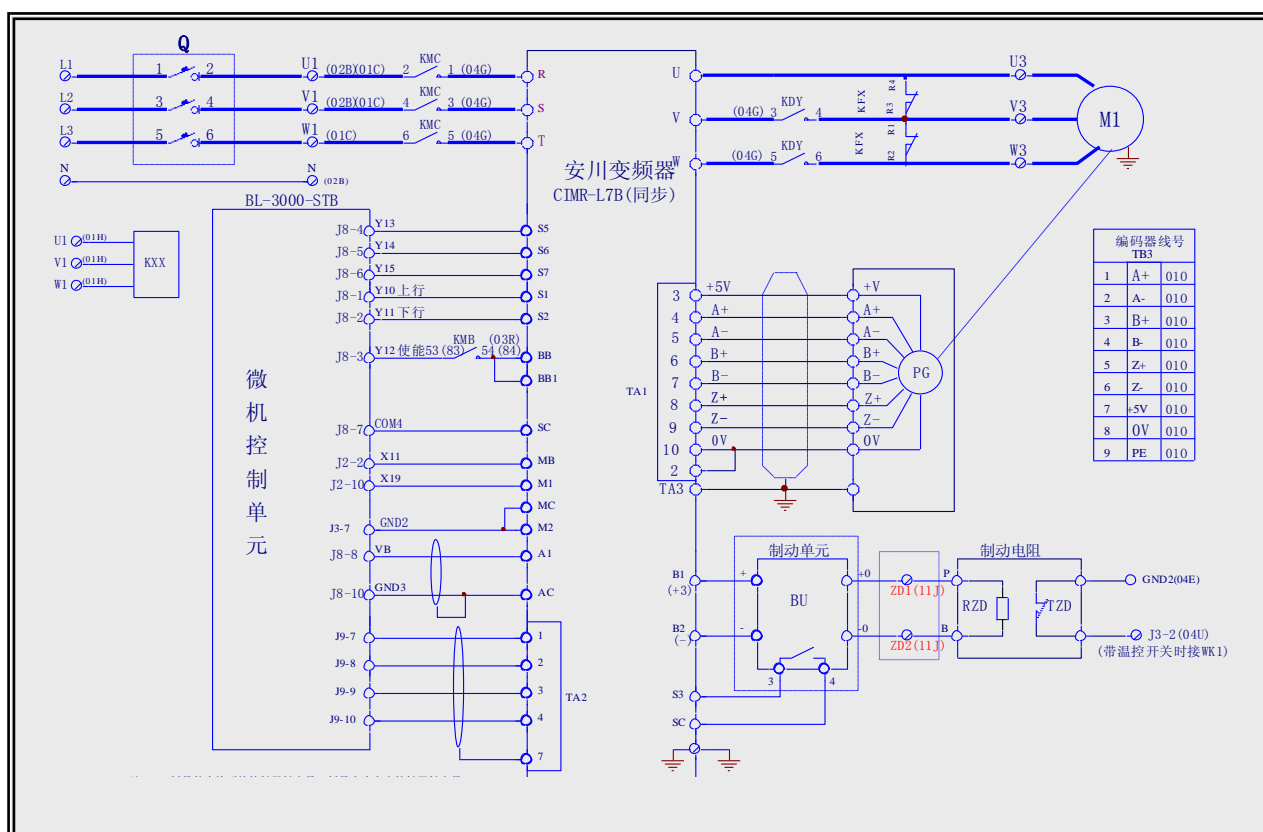 Q
L1 1 2 U1 (02B)(01C) 2 KMC 1 (04G) R
L2 3 4 V1 (02B)(01C) 4 KMC 3 (04G) S
L3 5 6 W1 (01C) 6 KMC 5 (04G) T
N N (02B)
U U3
V (04G) 3 KDY 4 V3
W (04G) 5 KDY 6 W3
KFX R4 R3
KFX R1 R2
M1
安川变频器
CIMR-L7B(同步)
BL-3000-STB
U1 (01H)
V1 (01H)
W1 (01H)
KXX
微机控制单元
J8-4 Y13 S5
J8-5 Y14 S6
J8-6 Y15 S7
J8-1 Y10上行 S1
J8-2 Y11下行 S2
J8-3 Y12使能53(83) KMB 54(84) (03R) BB
BB1
J8-7 COM4 SC
J2-2 X11 MB
J2-10 X19 M1
MC
J3-7 GND2 M2
J8-8 VB A1
J8-10 GND3 AC
J9-7 1
J9-8 2
J9-9 3
J9-10 4
7
TA2
TA1
3 +5V +V
4 A+ A+
5 A- A-
6 B+ B+
7 B- B-
8 Z+ Z+
9 Z- Z-
10 0V 0V
2
TA3
PG
编码器线号
TB3
1 A+ 010
2 A- 010
3 B+ 010
4 B- 010
5 Z+ 010
6 Z- 010
7 +5V 010
8 0V 010
9 PE 010
制动单元
制动电阻
B1 (+3) + BU +0 ZD1(11J) P RZD TZD GND2(04E)
B2 (-) - -0 ZD2(11J) B J3-2(04U)
(带温控开关时接WK1)
3 4
S3
SC